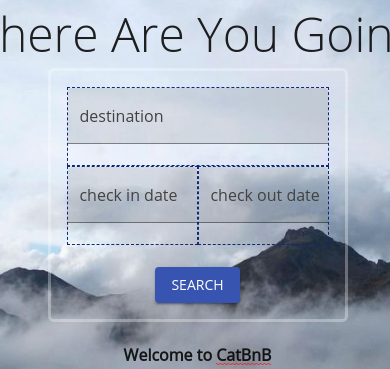 here Are You Goin
destination
check in date check out date
SEARCH
Welcome to CatBnB